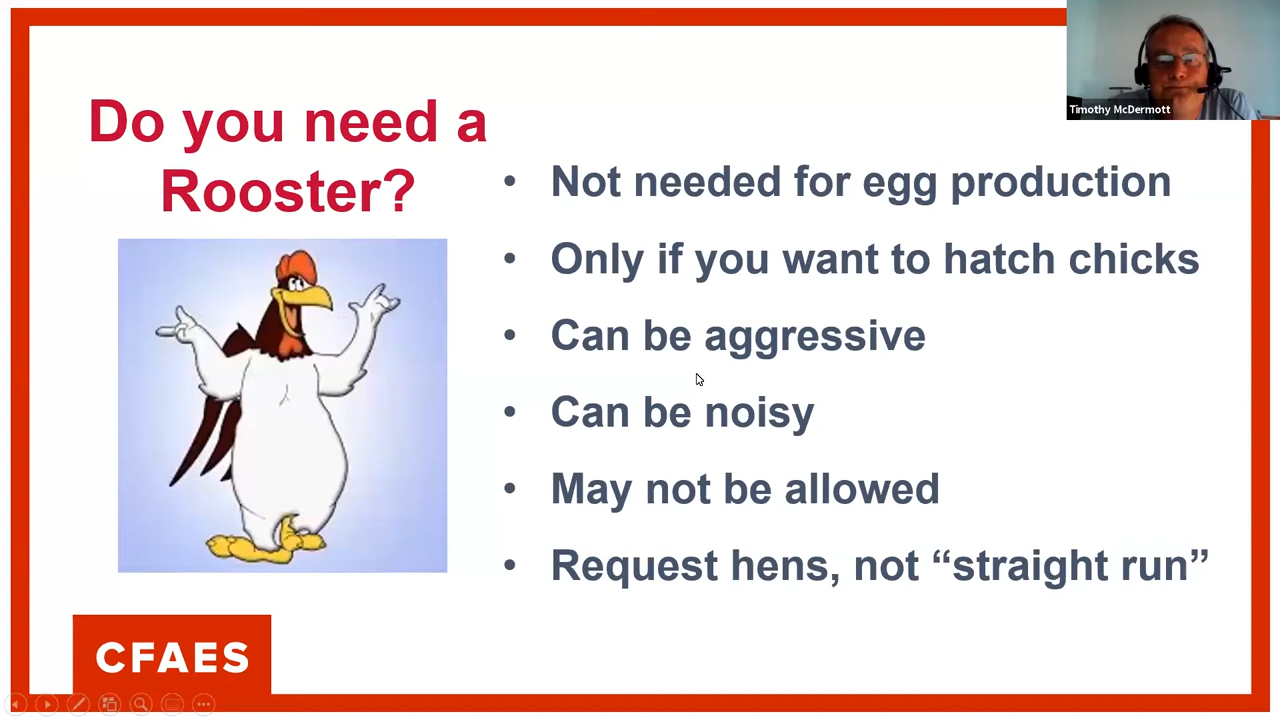 Timothy McDermott
Do you need a
Rooster?
• Not needed for egg production
• Only if you want to hatch chicks
• Can be aggressive
• Can be noisy
• May not be allowed
• Request hens, not “straight run”
CFAES